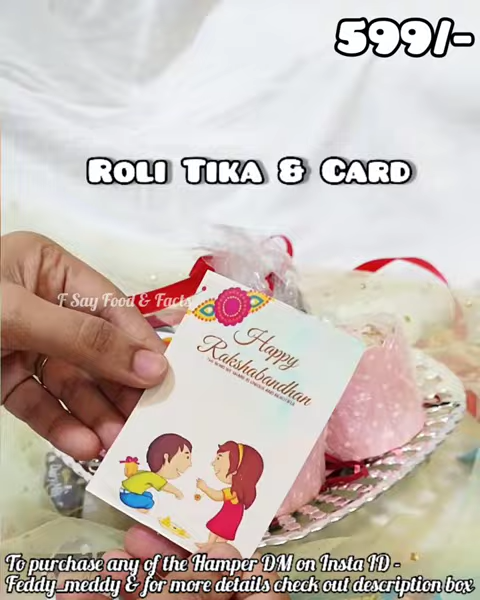 599/-
Roli Tika & Card
F Say Food & Facts
Happy
Rakshabandhan
To purchase any of the Hamper DM on Insta ID -
Feddy_meddy & for more details check out description box